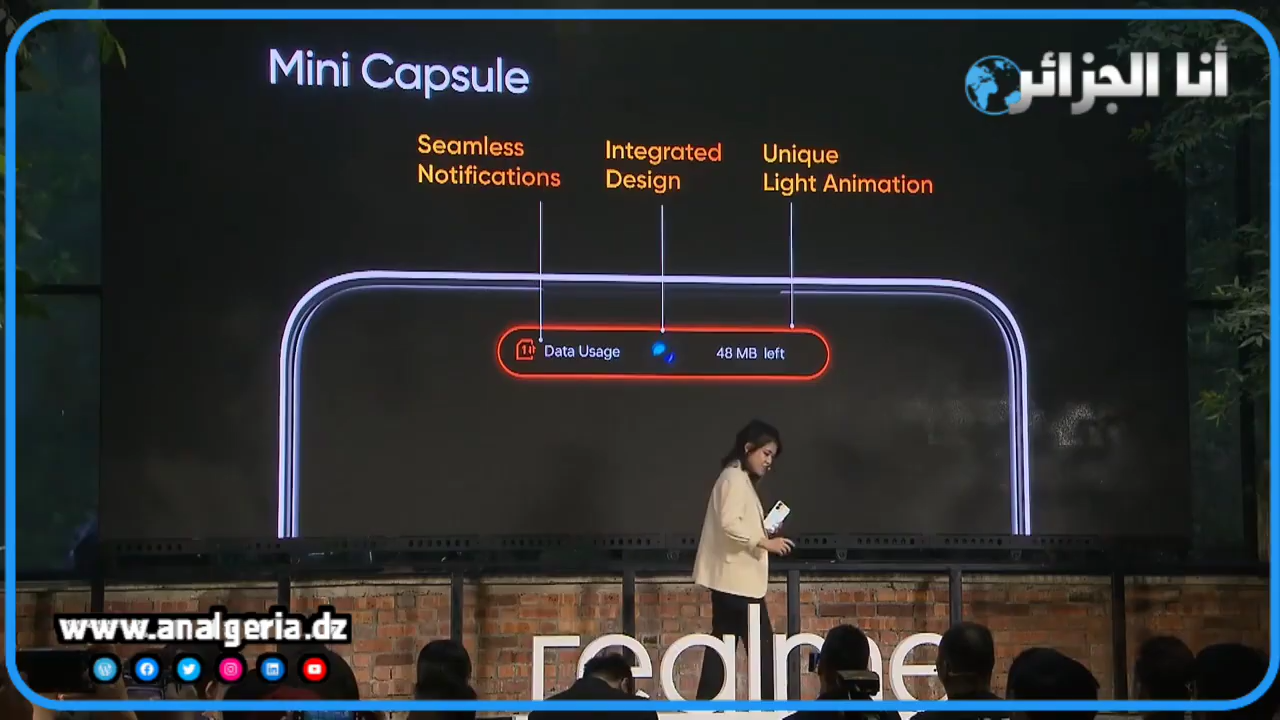 Mini Capsule
أنا الجزائر
Seamless
Notifications
Integrated
Design
Unique
Light Animation
Data Usage
48 MB left
realme
www.analgeria.dz